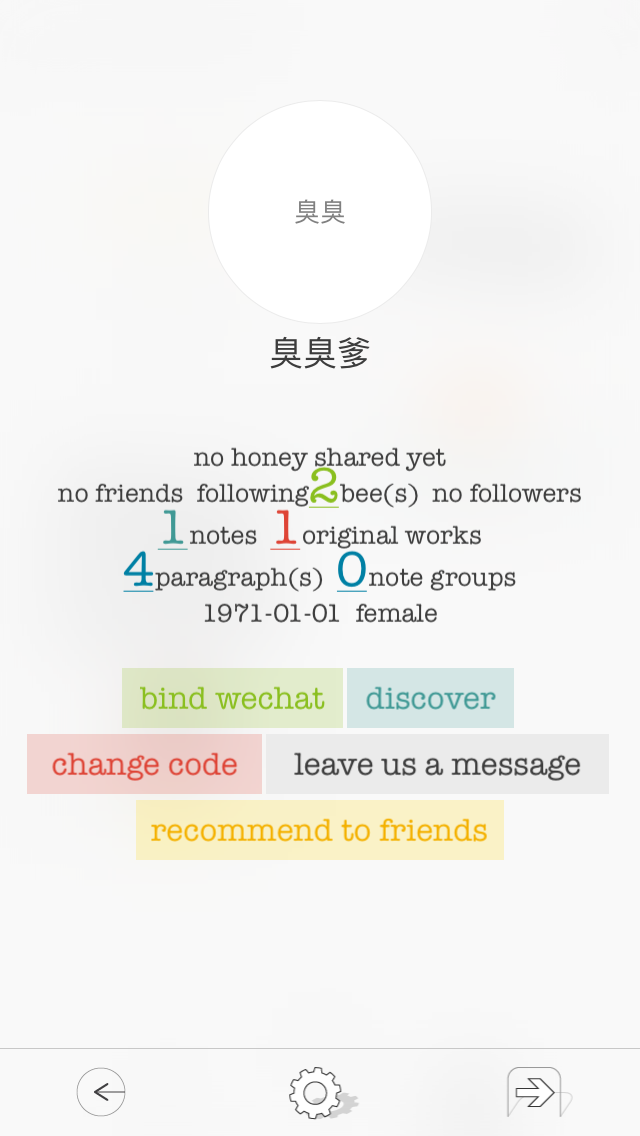 臭臭
臭臭爹
no honey shared yet
no friends following 2 bee(s) no followers
1 notes 1 original works
4 paragraph(s) 0 note groups
1971-01-01 female
bind wechat discover
change code leave us a message
recommend to friends